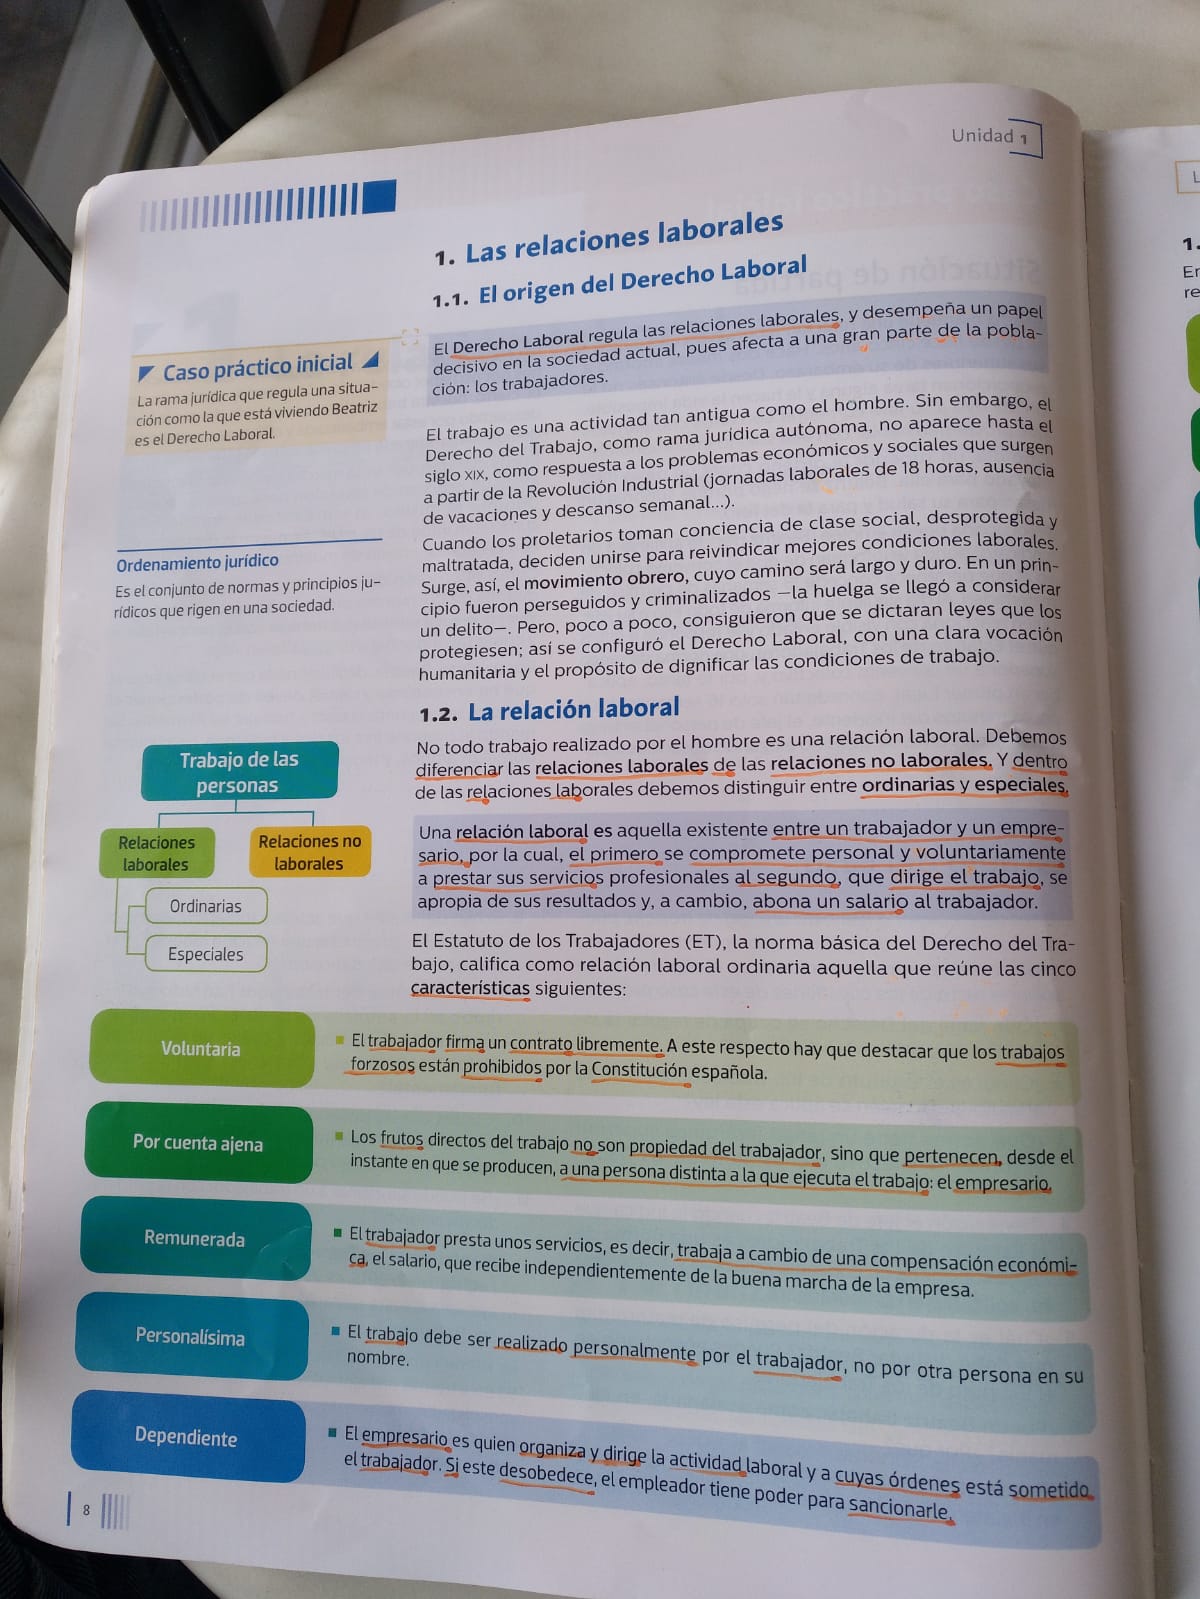 Unidad 1
1. Las relaciones laborales
1.1. El origen del Derecho Laboral
El Derecho Laboral regula las relaciones laborales, y desempeña un papel
decisivo en la sociedad actual, pues afecta a una gran parte de la pobla-
ción: los trabajadores.
Caso práctico inicial
La rama jurídica que regula una situa-
ción como la que está viviendo Beatriz
es el Derecho Laboral.
El trabajo es una actividad tan antigua como el hombre. Sin embargo, el
Derecho del Trabajo, como rama jurídica autónoma, no aparece hasta el
siglo XIX, como respuesta a los problemas económicos y sociales que surgen
a partir de la Revolución Industrial (jornadas laborales de 18 horas, ausencia
de vacaciones y descanso semanal...).
Cuando los proletarios toman conciencia de clase social, desprotegida y
maltratada, deciden unirse para reivindicar mejores condiciones laborales.
Surge, así, el movimiento obrero, cuyo camino será largo y duro. En un prin-
cipio fueron perseguidos y criminalizados —la huelga se llegó a considerar
un delito—. Pero, poco a poco, consiguieron que se dictaran leyes que los
protegiesen; así se configuró el Derecho Laboral, con una clara vocación
humanitaria y el propósito de dignificar las condiciones de trabajo.
Ordenamiento jurídico
Es el conjunto de normas y principios ju-
rídicos que rigen en una sociedad.
1.2. La relación laboral
No todo trabajo realizado por el hombre es una relación laboral. Debemos
diferenciar las relaciones laborales de las relaciones no laborales. Y dentro
de las relaciones laborales debemos distinguir entre ordinarias y especiales.
Una relación laboral es aquella existente entre un trabajador y un empre-
sario, por la cual, el primero se compromete personal y voluntariamente
a prestar sus servicios profesionales al segundo, que dirige el trabajo, se
apropia de sus resultados y, a cambio, abona un salario al trabajador.
El Estatuto de los Trabajadores (ET), la norma básica del Derecho del Tra-
bajo, califica como relación laboral ordinaria aquella que reúne las cinco
características siguientes:
Trabajo de las
personas
Relaciones
laborales
Relaciones no
laborales
Ordinarias
Especiales
Voluntaria
El trabajador firma un contrato libremente. A este respecto hay que destacar que los trabajos
forzosos están prohibidos por la Constitución española.
Por cuenta ajena
Los frutos directos del trabajo no son propiedad del trabajador, sino que pertenecen, desde el
instante en que se producen, a una persona distinta a la que ejecuta el trabajo: el empresario.
Remunerada
El trabajador presta unos servicios, es decir, trabaja a cambio de una compensación económi-
ca, el salario, que recibe independientemente de la buena marcha de la empresa.
Personalísima
El trabajo debe ser realizado personalmente por el trabajador, no por otra persona en su
nombre.
Dependiente
El empresario es quien organiza y dirige la actividad laboral y a cuyas órdenes está sometido
el trabajador. Si este desobedece, el empleador tiene poder para sancionarle.
8
L
1.
En
re